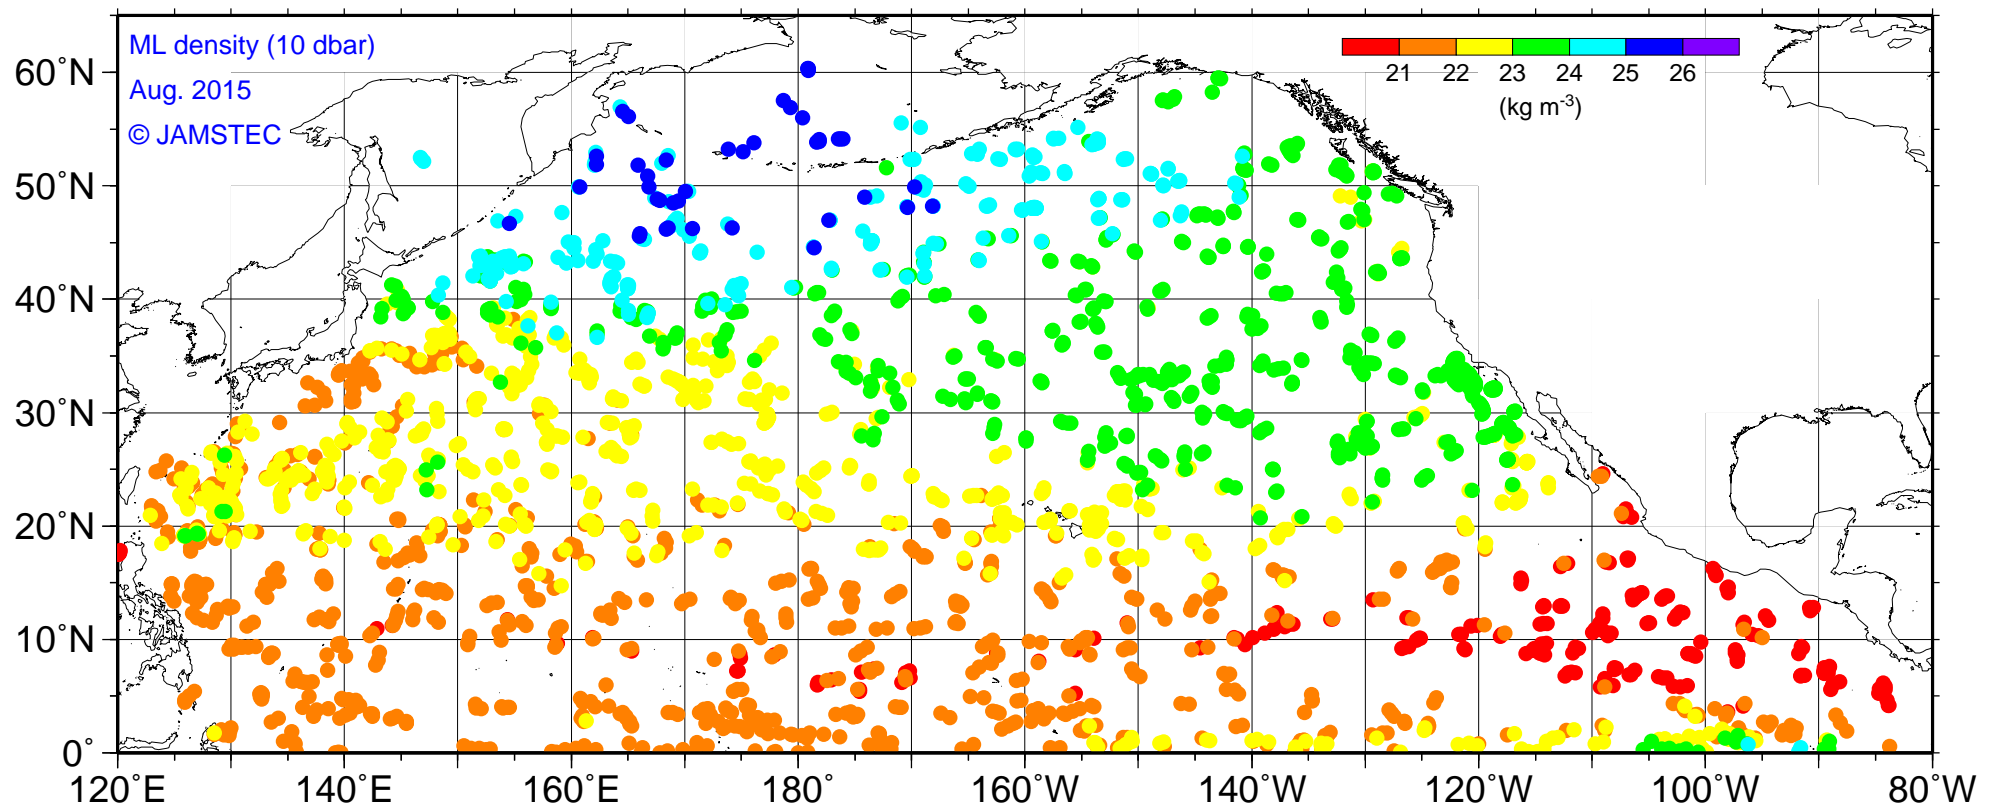 ML density (10 dbar)
Aug. 2015
© JAMSTEC
21 22 23 24 25 26
(kg m-3)
60˚N
50˚N
40˚N
30˚N
20˚N
10˚N
0˚
120˚E 140˚E 160˚E 180˚ 160˚W 140˚W 120˚W 100˚W 80˚W